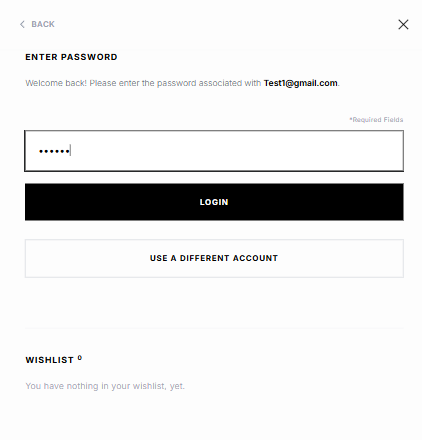 BACK
ENTER PASSWORD
Welcome back! Please enter the password associated with Test1@gmail.com.
*Required Fields
••••••
LOGIN
USE A DIFFERENT ACCOUNT
WISHLIST 0
You have nothing in your wishlist, yet.